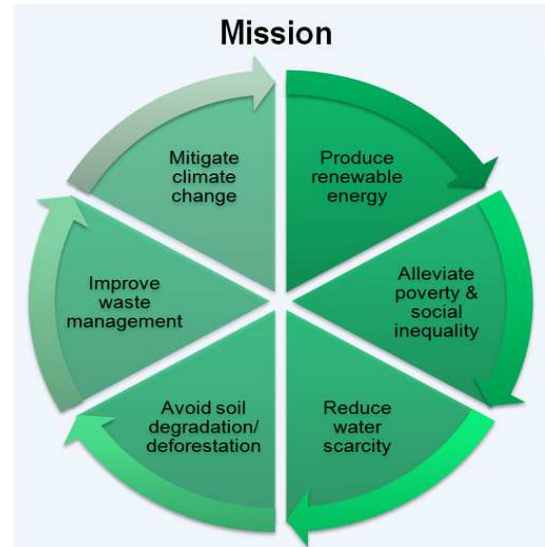 Mission
Produce
renewable
energy
Alleviate
poverty &
social
inequality
Reduce
water
scarcity
Avoid soil
degradation/
deforestation
Improve
waste
management
Mitigate
climate
change